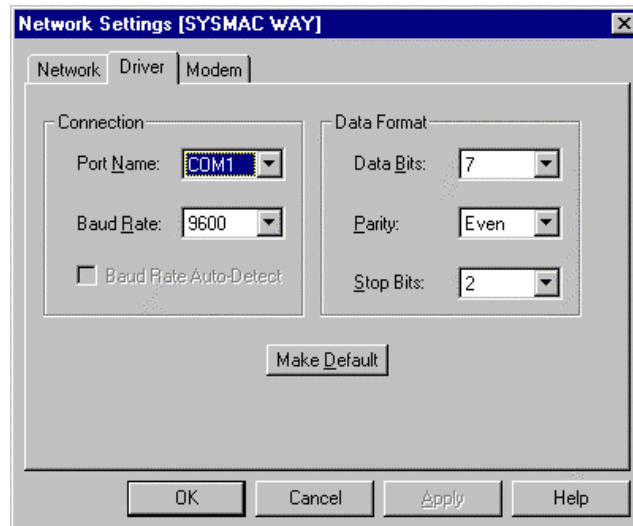 Network Settings [SYSMAC WAY]
Network Driver Modem
Connection
Port Name: COM1
Baud Rate: 9600
Baud Rate Auto-Detect
Data Format
Data Bits: 7
Parity: Even
Stop Bits: 2
Make Default
OK Cancel Apply Help